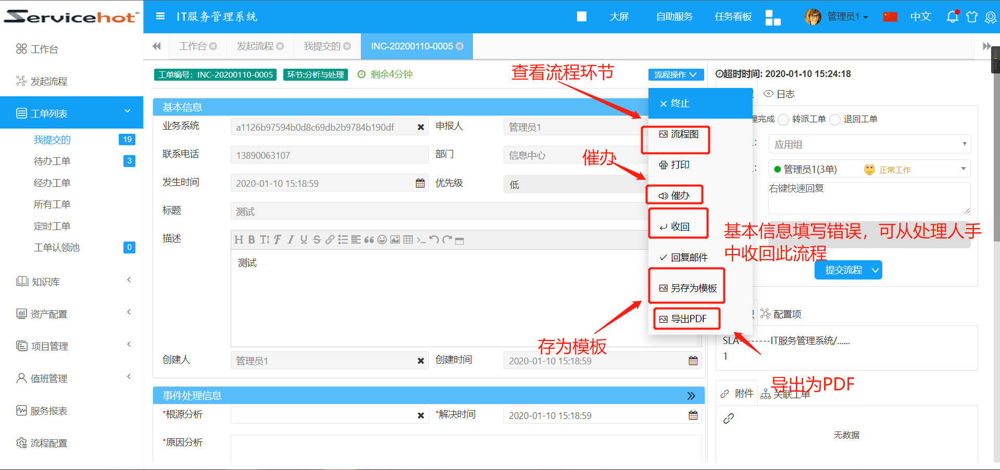 Servicehot
IT服务管理系统
大屏
自助服务
任务看板
管理员1
中文
工作台
发起流程
我提交的
INC-20200110-0005
工作台
发起流程
工单列表
我提交的 19
待办工单 3
经办工单
所有工单
定时工单
工单认领池 0
知识库
资产配置
项目管理
值班管理
服务报表
流程配置
工单编号: INC-20200110-0005
环节:分析与处理
剩余4分钟
查看流程环节
流程操作
基本信息
业务系统 a1126b97594b0d8c69db2b9784b190df 申报人 管理员1
联系电话 13890063107 部门 信息中心
发生时间 2020-01-10 15:18:59 优先级 低
标题 测试
描述
测试
创建人 管理员1 创建时间 2020-01-10 15:18:59
事件处理信息
*根源分析 *解决时间 2020-01-10 15:18:59
*原因分析
终止
流程图
打印
催办
催办
收回
回复邮件
另存为模板
导出PDF
存为模板
超时时间: 2020-01-10 15:24:18
日志
理完成 转派工单 退回工单
应用组
管理员1(3单) 正常工作
右键快速回复
基本信息填写错误，可从处理人手
中收回此流程
提交流程
配置项
SLA--------IT服务管理系统/......
1
导出为PDF
附件 关联工单
无数据